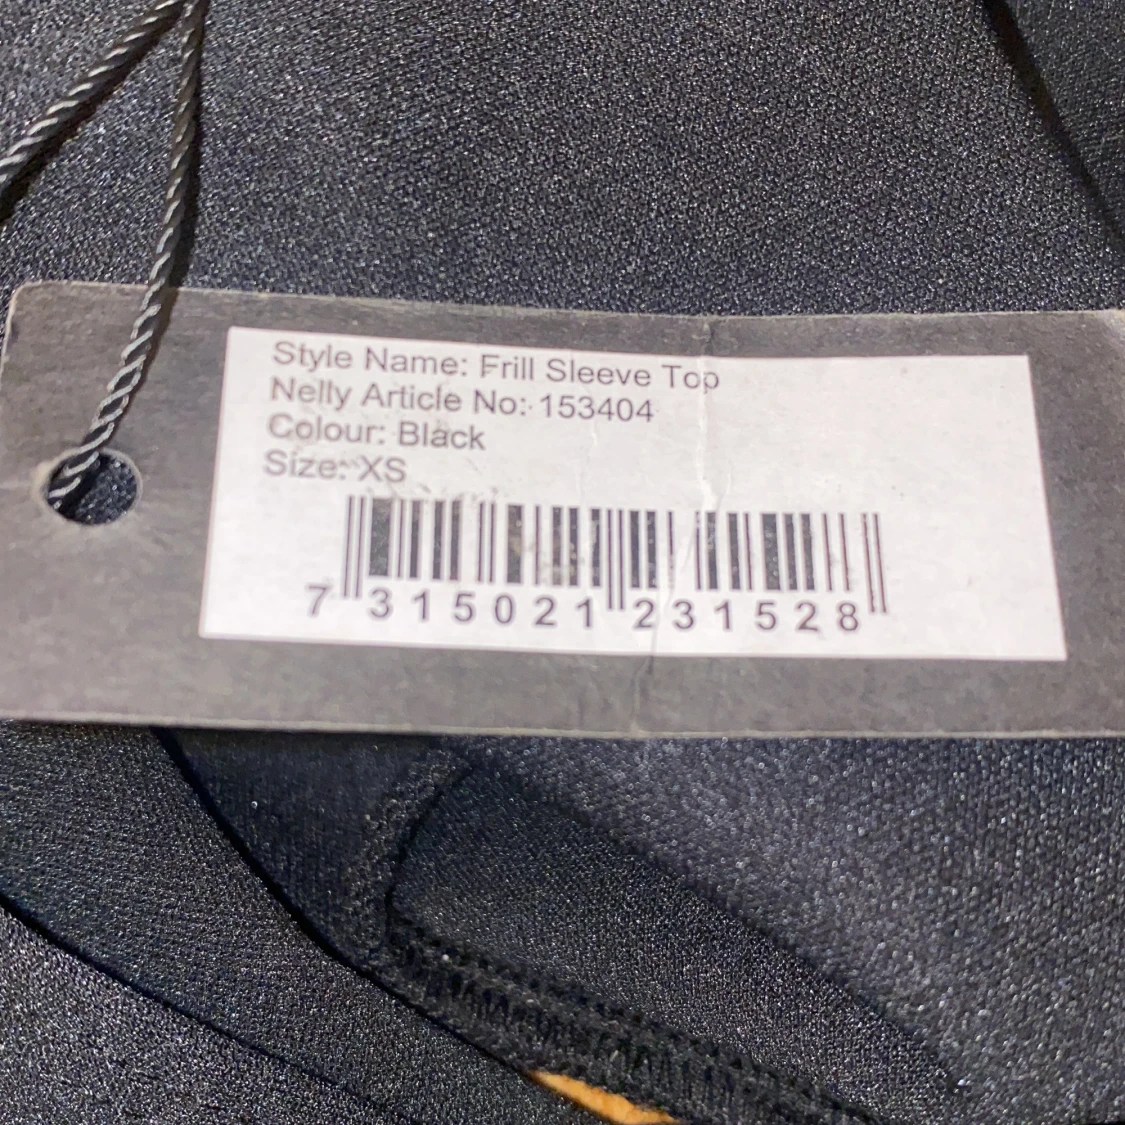 Style Name: Frill Sleeve Top
Nelly Article No: 153404
Colour: Black
Size: XS
7 315021 231528